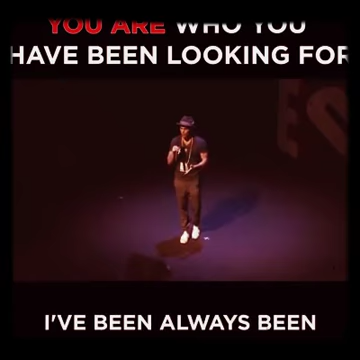 YOU ARE WHO YOU
HAVE BEEN LOOKING FOR
I'VE BEEN ALWAYS BEEN